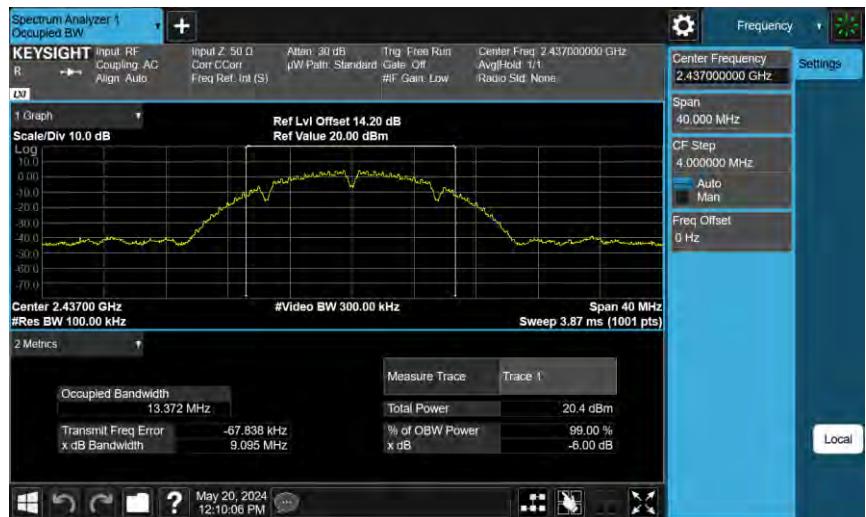 Spectrum Analyzer 1
Occupied BW
Frequency
KEYSIGHT Input: RF Input Z: 50 Ω Atten: 30 dB Trig: Free Run Center Freq: 2.437000000 GHz
R Coupling: AC Corr CCorr µW Path: Standard Gate: Off Avg|Hold: 1/1
Align: Auto Freq Ref: Int (S) #IF Gain: Low Radio Std: None
LXI
Center Frequency
2.437000000 GHz
Settings
Span
40.000 MHz
CF Step
4.000000 MHz
Auto
Man
Freq Offset
0 Hz
1 Graph
Ref Lvl Offset 14.20 dB
Scale/Div 10.0 dB Ref Value 20.00 dBm
Log
10.0
0.00
-10.0
-20.0
-30.0
-40.0
-50.0
-60.0
-70.0
Center 2.43700 GHz #Video BW 300.00 kHz Span 40 MHz
#Res BW 100.00 kHz Sweep 3.87 ms (1001 pts)
2 Metrics
Measure Trace Trace 1
Occupied Bandwidth
13.372 MHz Total Power 20.4 dBm
Transmit Freq Error -67.838 kHz % of OBW Power 99.00 %
x dB Bandwidth 9.095 MHz x dB -6.00 dB
Local
? May 20, 2024
12:10:06 PM